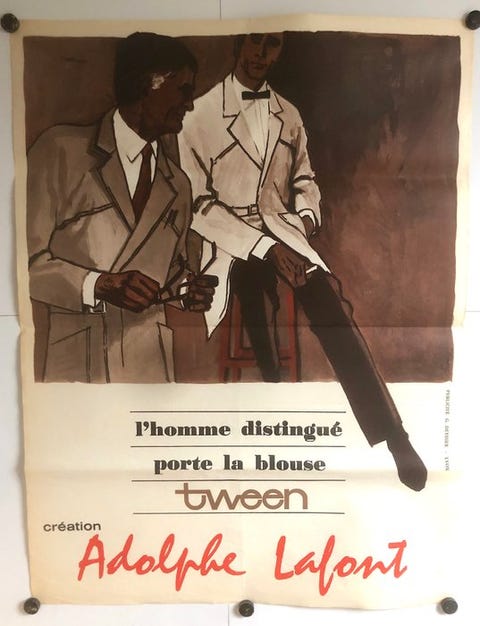 l'homme distingué
porte la blouse
tween
création
Adolphe Lafont